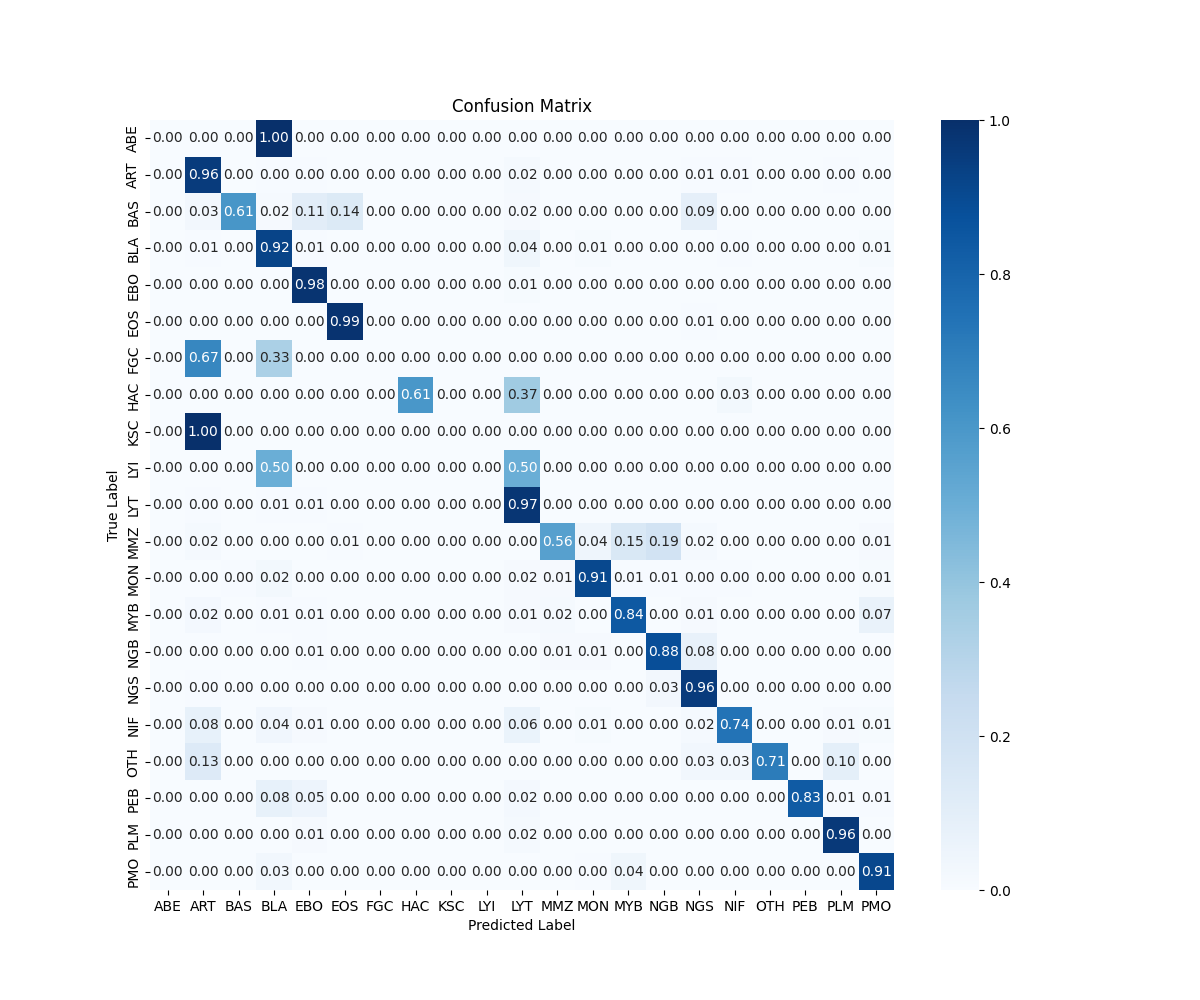 Confusion Matrix
ABE 0.00 0.00 0.00 1.00 0.00 0.00 0.00 0.00 0.00 0.00 0.00 0.00 0.00 0.00 0.00 0.00 0.00 0.00 0.00 0.00 0.00
ART 0.00 0.96 0.00 0.00 0.00 0.00 0.00 0.00 0.00 0.00 0.02 0.00 0.00 0.00 0.00 0.01 0.01 0.00 0.00 0.00 0.00
BAS 0.00 0.03 0.61 0.02 0.11 0.14 0.00 0.00 0.00 0.00 0.02 0.00 0.00 0.00 0.00 0.09 0.00 0.00 0.00 0.00 0.00
BLA 0.00 0.01 0.00 0.92 0.01 0.00 0.00 0.00 0.00 0.00 0.04 0.00 0.01 0.00 0.00 0.00 0.00 0.00 0.00 0.00 0.01
EBO 0.00 0.00 0.00 0.00 0.98 0.00 0.00 0.00 0.00 0.00 0.01 0.00 0.00 0.00 0.00 0.00 0.00 0.00 0.00 0.00 0.00
EOS 0.00 0.00 0.00 0.00 0.00 0.99 0.00 0.00 0.00 0.00 0.00 0.00 0.00 0.00 0.00 0.01 0.00 0.00 0.00 0.00 0.00
FGC 0.00 0.67 0.00 0.33 0.00 0.00 0.00 0.00 0.00 0.00 0.00 0.00 0.00 0.00 0.00 0.00 0.00 0.00 0.00 0.00 0.00
HAC 0.00 0.00 0.00 0.00 0.00 0.00 0.00 0.61 0.00 0.00 0.37 0.00 0.00 0.00 0.00 0.00 0.03 0.00 0.00 0.00 0.00
KSC 0.00 1.00 0.00 0.00 0.00 0.00 0.00 0.00 0.00 0.00 0.00 0.00 0.00 0.00 0.00 0.00 0.00 0.00 0.00 0.00 0.00
LYI 0.00 0.00 0.00 0.50 0.00 0.00 0.00 0.00 0.00 0.00 0.50 0.00 0.00 0.00 0.00 0.00 0.00 0.00 0.00 0.00 0.00
LYT 0.00 0.00 0.00 0.01 0.01 0.00 0.00 0.00 0.00 0.00 0.97 0.00 0.00 0.00 0.00 0.00 0.00 0.00 0.00 0.00 0.00
MMZ 0.00 0.02 0.00 0.00 0.00 0.01 0.00 0.00 0.00 0.00 0.00 0.56 0.04 0.15 0.19 0.02 0.00 0.00 0.00 0.00 0.01
MON 0.00 0.00 0.00 0.02 0.00 0.00 0.00 0.00 0.00 0.00 0.02 0.01 0.91 0.01 0.01 0.00 0.00 0.00 0.00 0.00 0.01
MYB 0.00 0.02 0.00 0.01 0.01 0.00 0.00 0.00 0.00 0.00 0.01 0.02 0.00 0.84 0.00 0.01 0.00 0.00 0.00 0.00 0.07
NGB 0.00 0.00 0.00 0.00 0.01 0.00 0.00 0.00 0.00 0.00 0.00 0.01 0.01 0.00 0.88 0.08 0.00 0.00 0.00 0.00 0.00
NGS 0.00 0.00 0.00 0.00 0.00 0.00 0.00 0.00 0.00 0.00 0.00 0.00 0.00 0.00 0.03 0.96 0.00 0.00 0.00 0.00 0.00
NIF 0.00 0.08 0.00 0.04 0.01 0.00 0.00 0.00 0.00 0.00 0.06 0.00 0.01 0.00 0.00 0.02 0.74 0.00 0.00 0.01 0.01
OTH 0.00 0.13 0.00 0.00 0.00 0.00 0.00 0.00 0.00 0.00 0.00 0.00 0.00 0.00 0.00 0.03 0.03 0.71 0.00 0.10 0.00
PEB 0.00 0.00 0.00 0.08 0.05 0.00 0.00 0.00 0.00 0.00 0.02 0.00 0.00 0.00 0.00 0.00 0.00 0.00 0.83 0.01 0.01
PLM 0.00 0.00 0.00 0.00 0.01 0.00 0.00 0.00 0.00 0.00 0.02 0.00 0.00 0.00 0.00 0.00 0.00 0.00 0.00 0.96 0.00
PMO 0.00 0.00 0.00 0.03 0.00 0.00 0.00 0.00 0.00 0.00 0.00 0.00 0.00 0.04 0.00 0.00 0.00 0.00 0.00 0.00 0.91
ABE ART BAS BLA EBO EOS FGC HAC KSC LYI LYT MMZ MON MYB NGB NGS NIF OTH PEB PLM PMO
Predicted Label
True Label
1.0
0.8
0.6
0.4
0.2
0.0